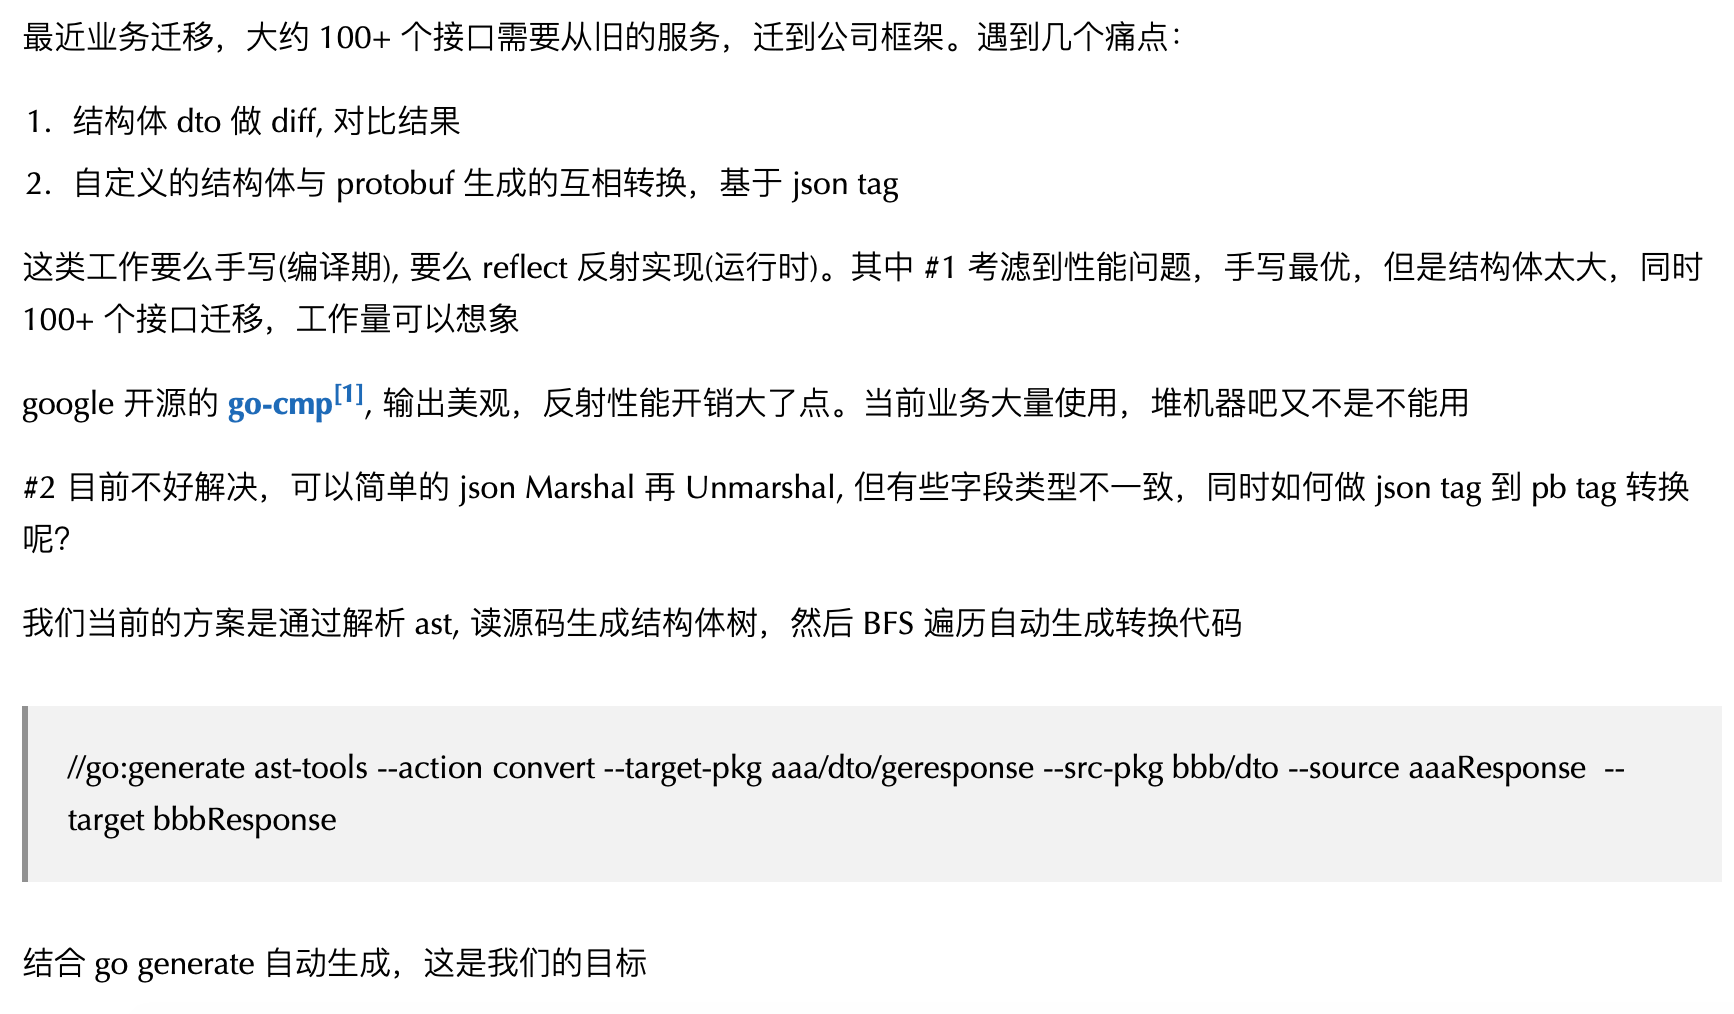 最近业务迁移，大约 100+ 个接口需要从旧的服务，迁到公司框架。遇到几个痛点：
1. 结构体 dto 做 diff, 对比结果
2. 自定义的结构体与 protobuf 生成的互相转换，基于 json tag
这类工作要么手写(编译期), 要么 reflect 反射实现(运行时)。其中 #1 考滤到性能问题，手写最优，但是结构体太大，同时
100+ 个接口迁移，工作量可以想象
google 开源的 go-cmp[1], 输出美观，反射性能开销大了点。当前业务大量使用，堆机器吧又不是不能用
#2 目前不好解决，可以简单的 json Marshal 再 Unmarshal, 但有些字段类型不一致，同时如何做 json tag 到 pb tag 转换
呢？
我们当前的方案是通过解析 ast, 读源码生成结构体树，然后 BFS 遍历自动生成转换代码
//go:generate ast-tools --action convert --target-pkg aaa/dto/geresponse --src-pkg bbb/dto --source aaaResponse --
target bbbResponse
结合 go generate 自动生成，这是我们的目标